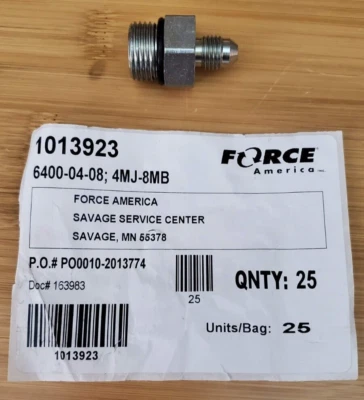 1013923
FORCE
America
6400-04-08; 4MJ-8MB
FORCE AMERICA
SAVAGE SERVICE CENTER
SAVAGE, MN 55378
P.O.# PO0010-2013774
Doc# 163983
25
QNTY: 25
Units/Bag: 25
1013923